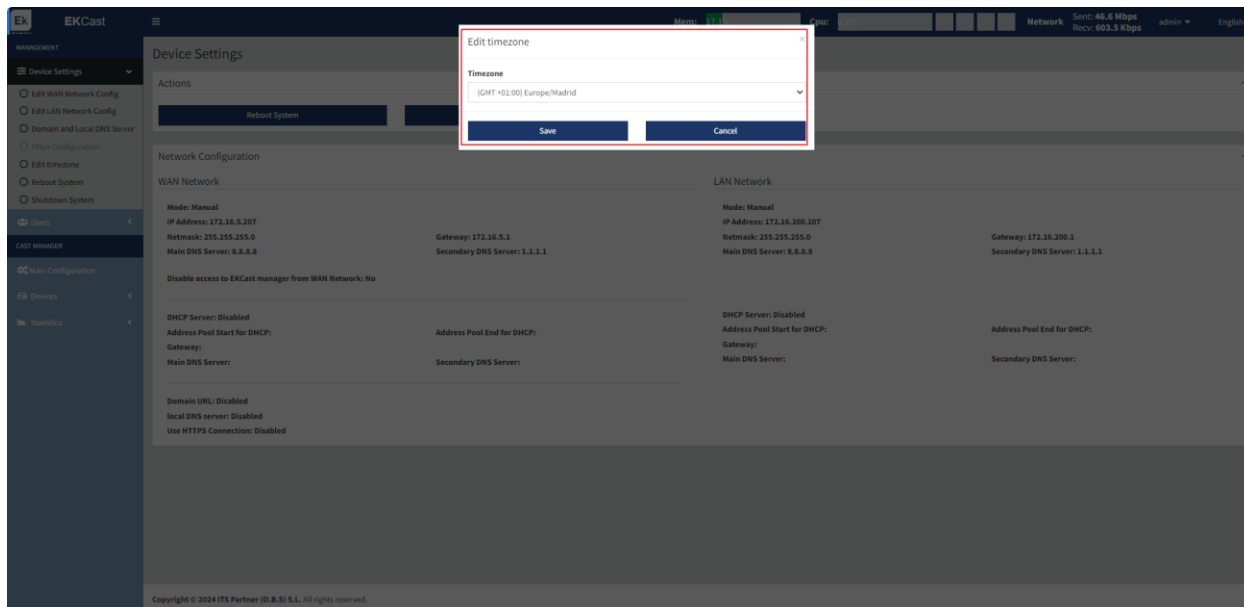 Ek
EKCast
Mem: 17.1
Cpu:
Network
Sent: 46.6 Mbps
Recv: 603.5 Kbps
admin
English
MANAGEMENT
Device Settings
Edit WAN Network Config
Edit LAN Network Config
Domain and Local DNS Server
Https Configuration
Edit timezone
Reboot System
Shutdown System
Users
CAST MANAGER
Main Configuration
Devices
Statistics
Device Settings
Actions
Reboot System
Edit timezone
×
Timezone
(GMT +01:00) Europe/Madrid
Save
Cancel
Network Configuration
WAN Network
Mode: Manual
IP Address: 172.16.5.207
Netmask: 255.255.255.0
Gateway: 172.16.5.1
Main DNS Server: 8.8.8.8
Secondary DNS Server: 1.1.1.1
Disable access to EKCast manager from WAN Network: No
DHCP Server: Disabled
Address Pool Start for DHCP:
Address Pool End for DHCP:
Gateway:
Main DNS Server:
Secondary DNS Server:
Domain URL: Disabled
local DNS server: Disabled
Use HTTPS Connection: Disabled
LAN Network
Mode: Manual
IP Address: 172.16.200.107
Netmask: 255.255.255.0
Gateway: 172.16.200.1
Main DNS Server: 8.8.8.8
Secondary DNS Server: 1.1.1.1
DHCP Server: Disabled
Address Pool Start for DHCP:
Address Pool End for DHCP:
Gateway:
Main DNS Server:
Secondary DNS Server:
Copyright © 2024 ITS Partner (O.B.S) S.L. All rights reserved.